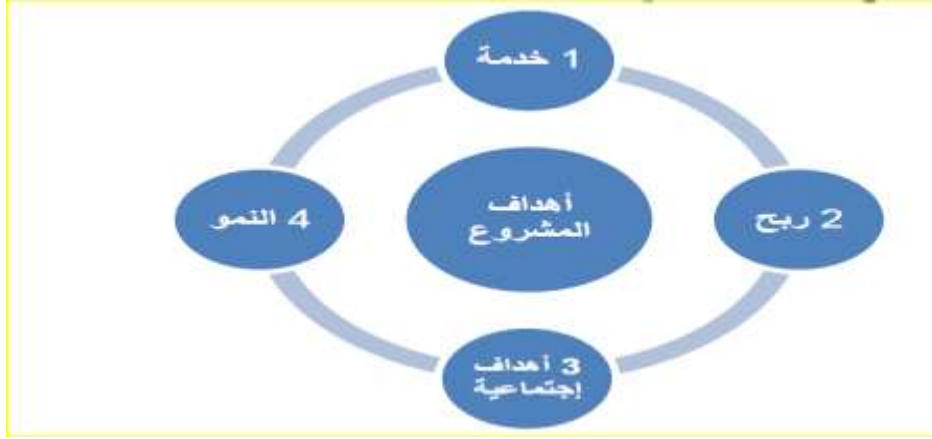 1 خدمة
أهداف
المشروع
2 ربح
3 أهداف
إجتماعية
4 النمو